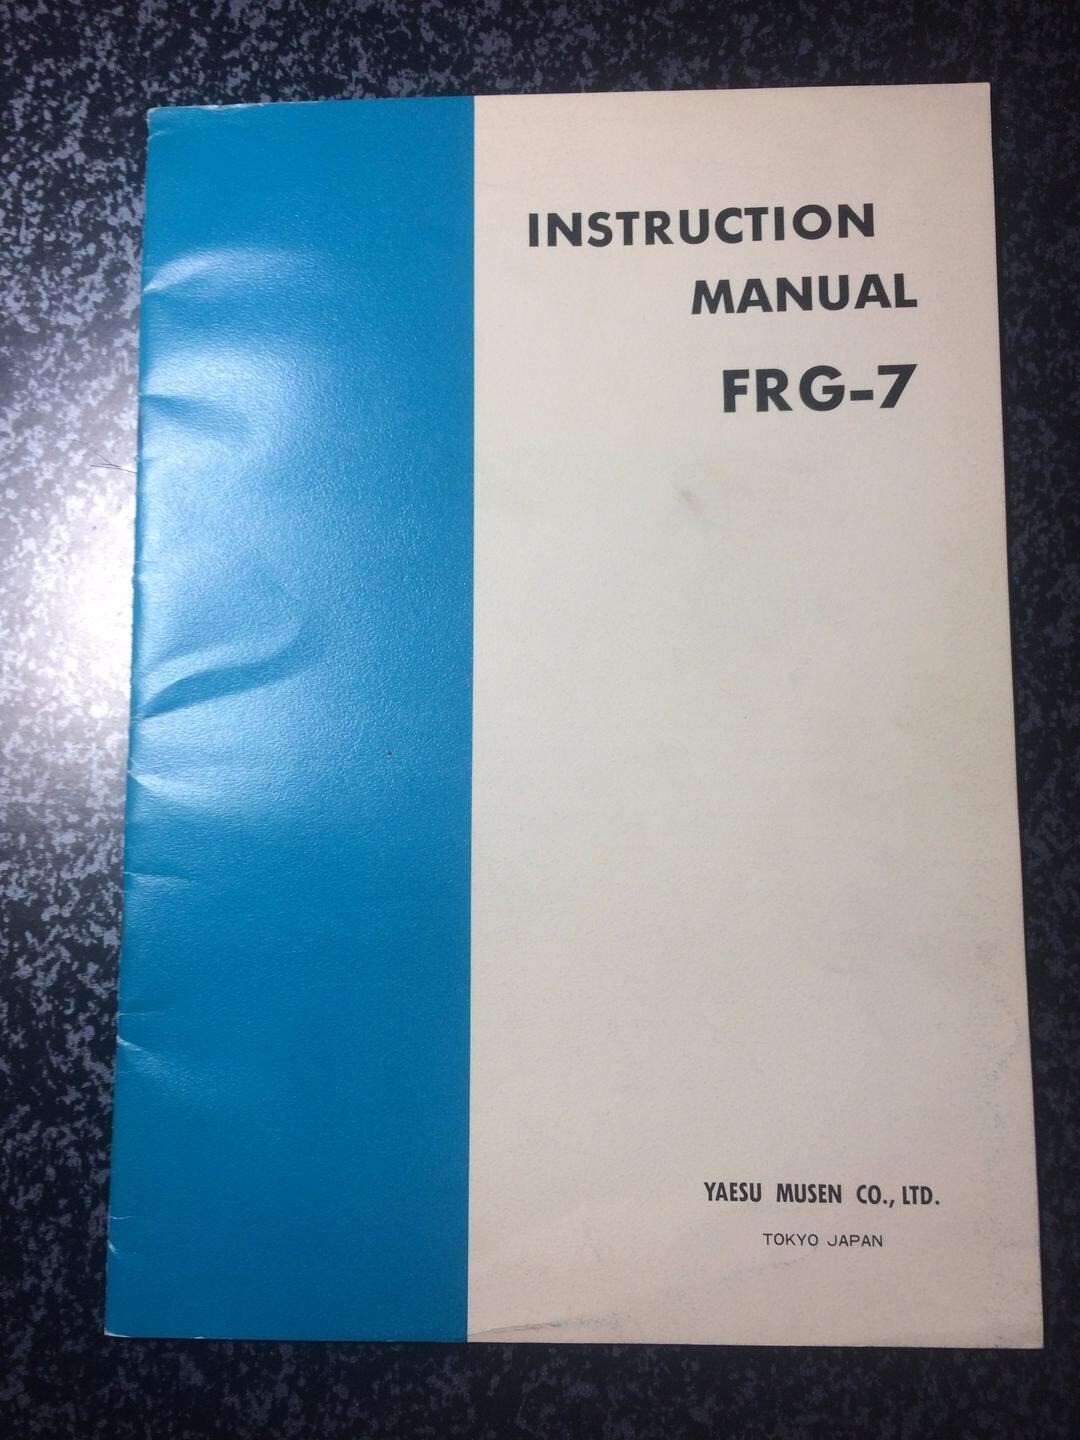 INSTRUCTION
MANUAL
FRG-7
YAESU MUSEN CO., LTD.
TOKYO JAPAN